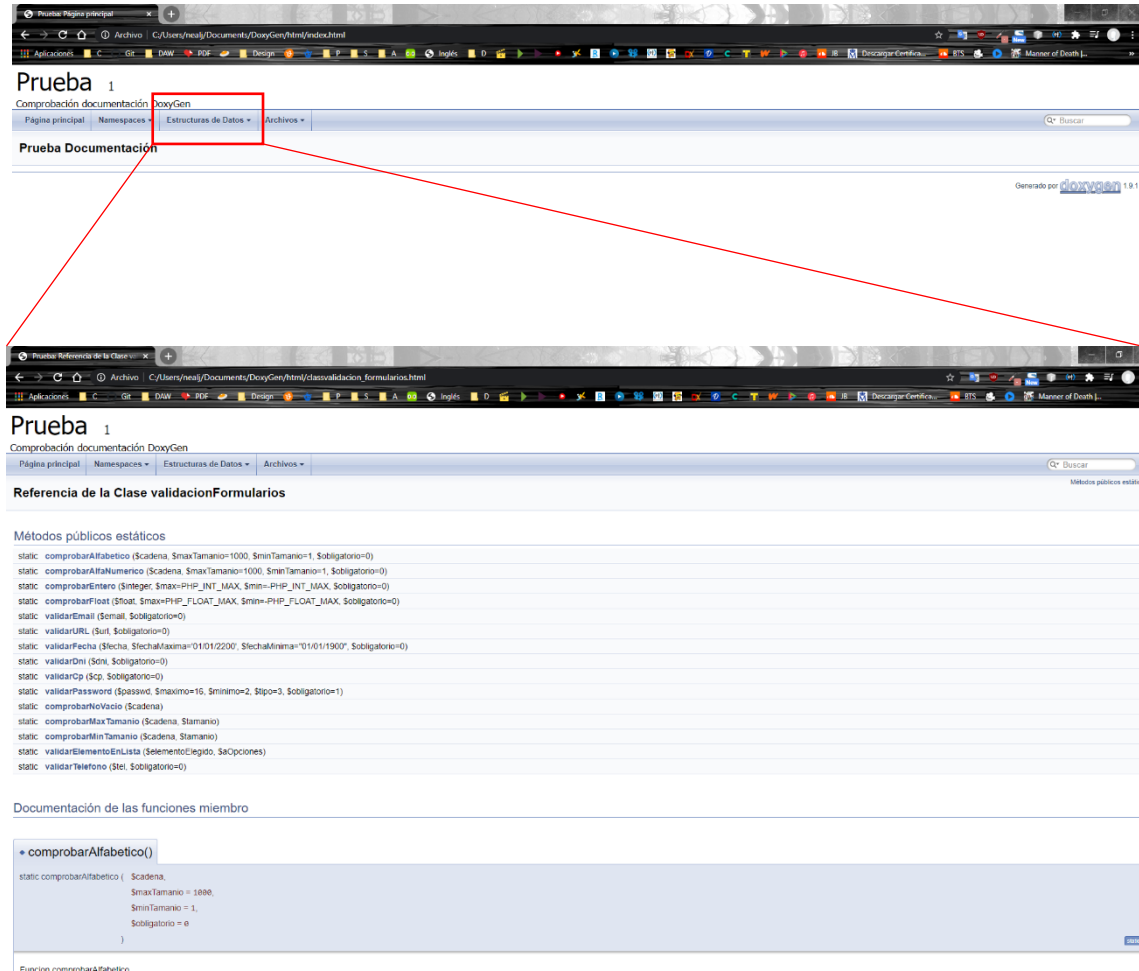 Prueba: Página principal
Archivo | C:/Users/nealj/Documents/DoxyGen/html/index.html
Aplicaciones C Git DAW PDF Design P S A Inglés D JB Descargar Certifica... BTS Manner of Death |...
Prueba 1
Comprobación documentación DoxyGen
Página principal Namespaces Estructuras de Datos Archivos Buscar
Prueba Documentación
Generado por doxygen 1.9.1
Prueba: Referencia de la Clase v
Archivo | C:/Users/nealj/Documents/DoxyGen/html/classvalidacion_formularios.html
Aplicaciones C Git DAW PDF Design P S A Inglés D JB Descargar Certifica... BTS Manner of Death |...
Prueba 1
Comprobación documentación DoxyGen
Página principal Namespaces Estructuras de Datos Archivos Buscar
Métodos públicos estáti
Referencia de la Clase validacionFormularios
Métodos públicos estáticos
static comprobarAlfabetico ($cadena, $maxTamanio=1000, $minTamanio=1, $obligatorio=0)
static comprobarAlfaNumerico ($cadena, $maxTamanio=1000, $minTamanio=1, $obligatorio=0)
static comprobarEntero ($integer, $max=PHP_INT_MAX, $min=-PHP_INT_MAX, $obligatorio=0)
static comprobarFloat ($float, $max=PHP_FLOAT_MAX, $min=-PHP_FLOAT_MAX, $obligatorio=0)
static validarEmail ($email, $obligatorio=0)
static validarURL ($url, $obligatorio=0)
static validarFecha ($fecha, $fechaMaxima='01/01/2200', $fechaMinima="01/01/1900", $obligatorio=0)
static validarDni ($dni, $obligatorio=0)
static validarCp ($cp, $obligatorio=0)
static validarPassword ($passwd, $maximo=16, $minimo=2, $tipo=3, $obligatorio=1)
static comprobarNoVacio ($cadena)
static comprobarMaxTamanio ($cadena, $tamanio)
static comprobarMinTamanio ($cadena, $tamanio)
static validarElementoEnLista ($elementoElegido, $aOpciones)
static validarTelefono ($tel, $obligatorio=0)
Documentación de las funciones miembro
comprobarAlfabetico()
static comprobarAlfabetico ( $cadena,
$maxTamanio = 1000,
$minTamanio = 1,
$obligatorio = 0
)
Funcion comprobarAlfabetico